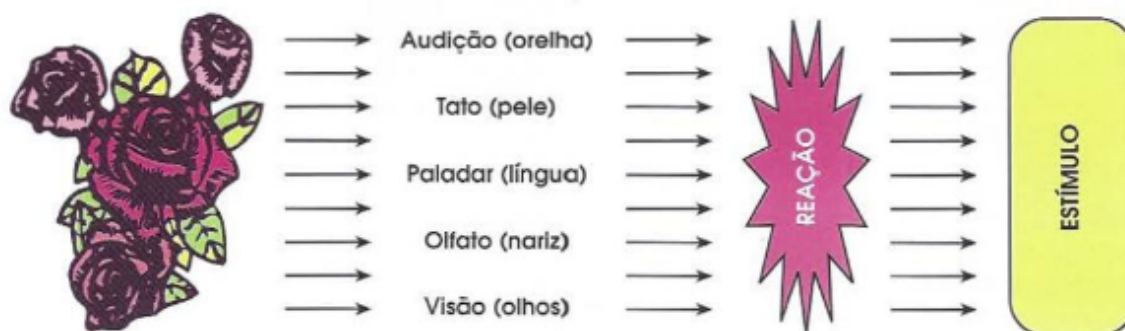 Audição (orelha)
Tato (pele)
Paladar (língua)
Olfato (nariz)
Visão (olhos)
REAÇÃO
ESTÍMULO